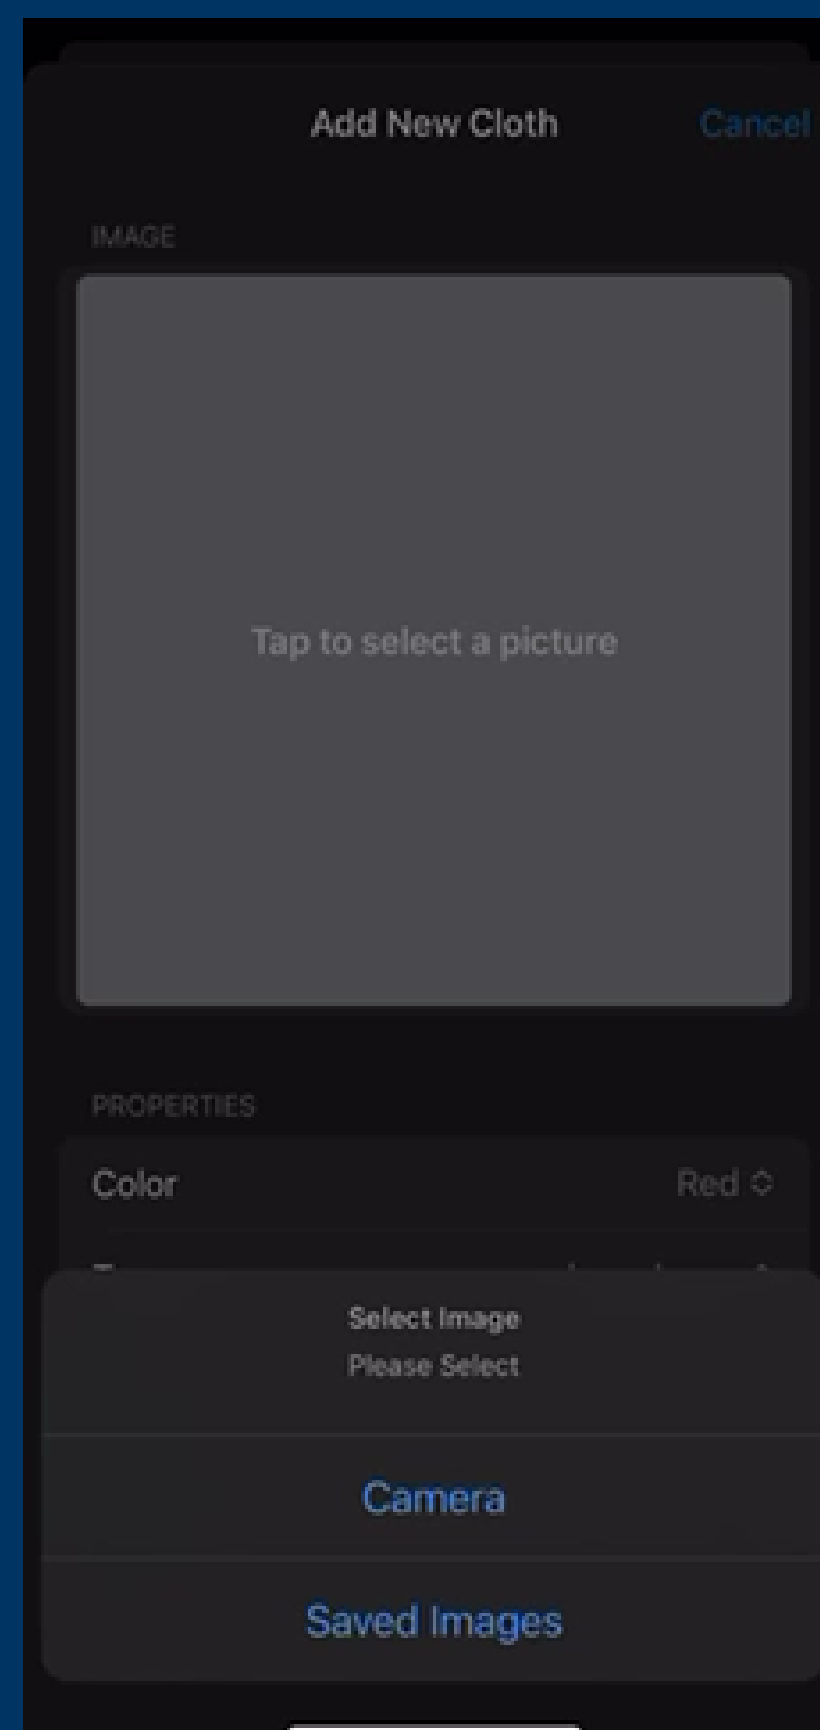 Add New Cloth
Cancel
IMAGE
Tap to select a picture
PROPERTIES
Color
Red
Select Image
Please Select
Camera
Saved Images